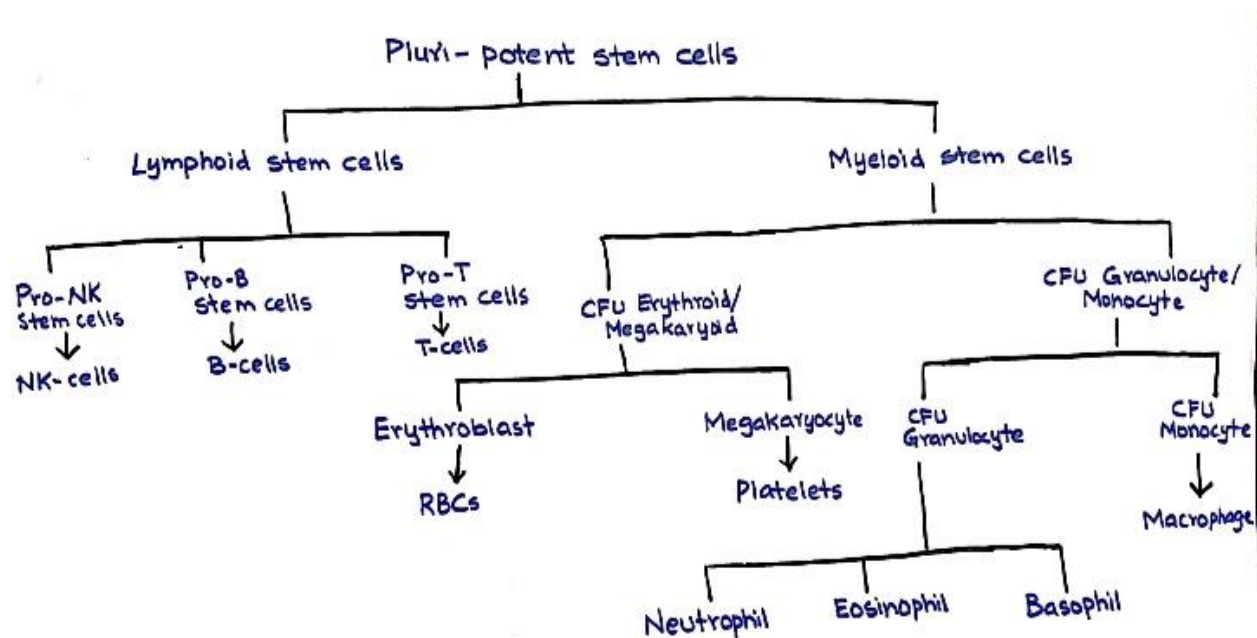 Pluri-potent stem cells
Lymphoid stem cells
Myeloid stem cells
Pro-NK
Stem cells
NK-cells
Pro-B
stem cells
B-cells
Pro-T
stem cells
T-cells
CFU Erythroid/
Megakaryoid
CFU Granulocyte/
Monocyte
Erythroblast
RBCs
Megakaryocyte
Platelets
CFU
Granulocyte
CFU
Monocyte
Macrophage
Neutrophil
Eosinophil
Basophil